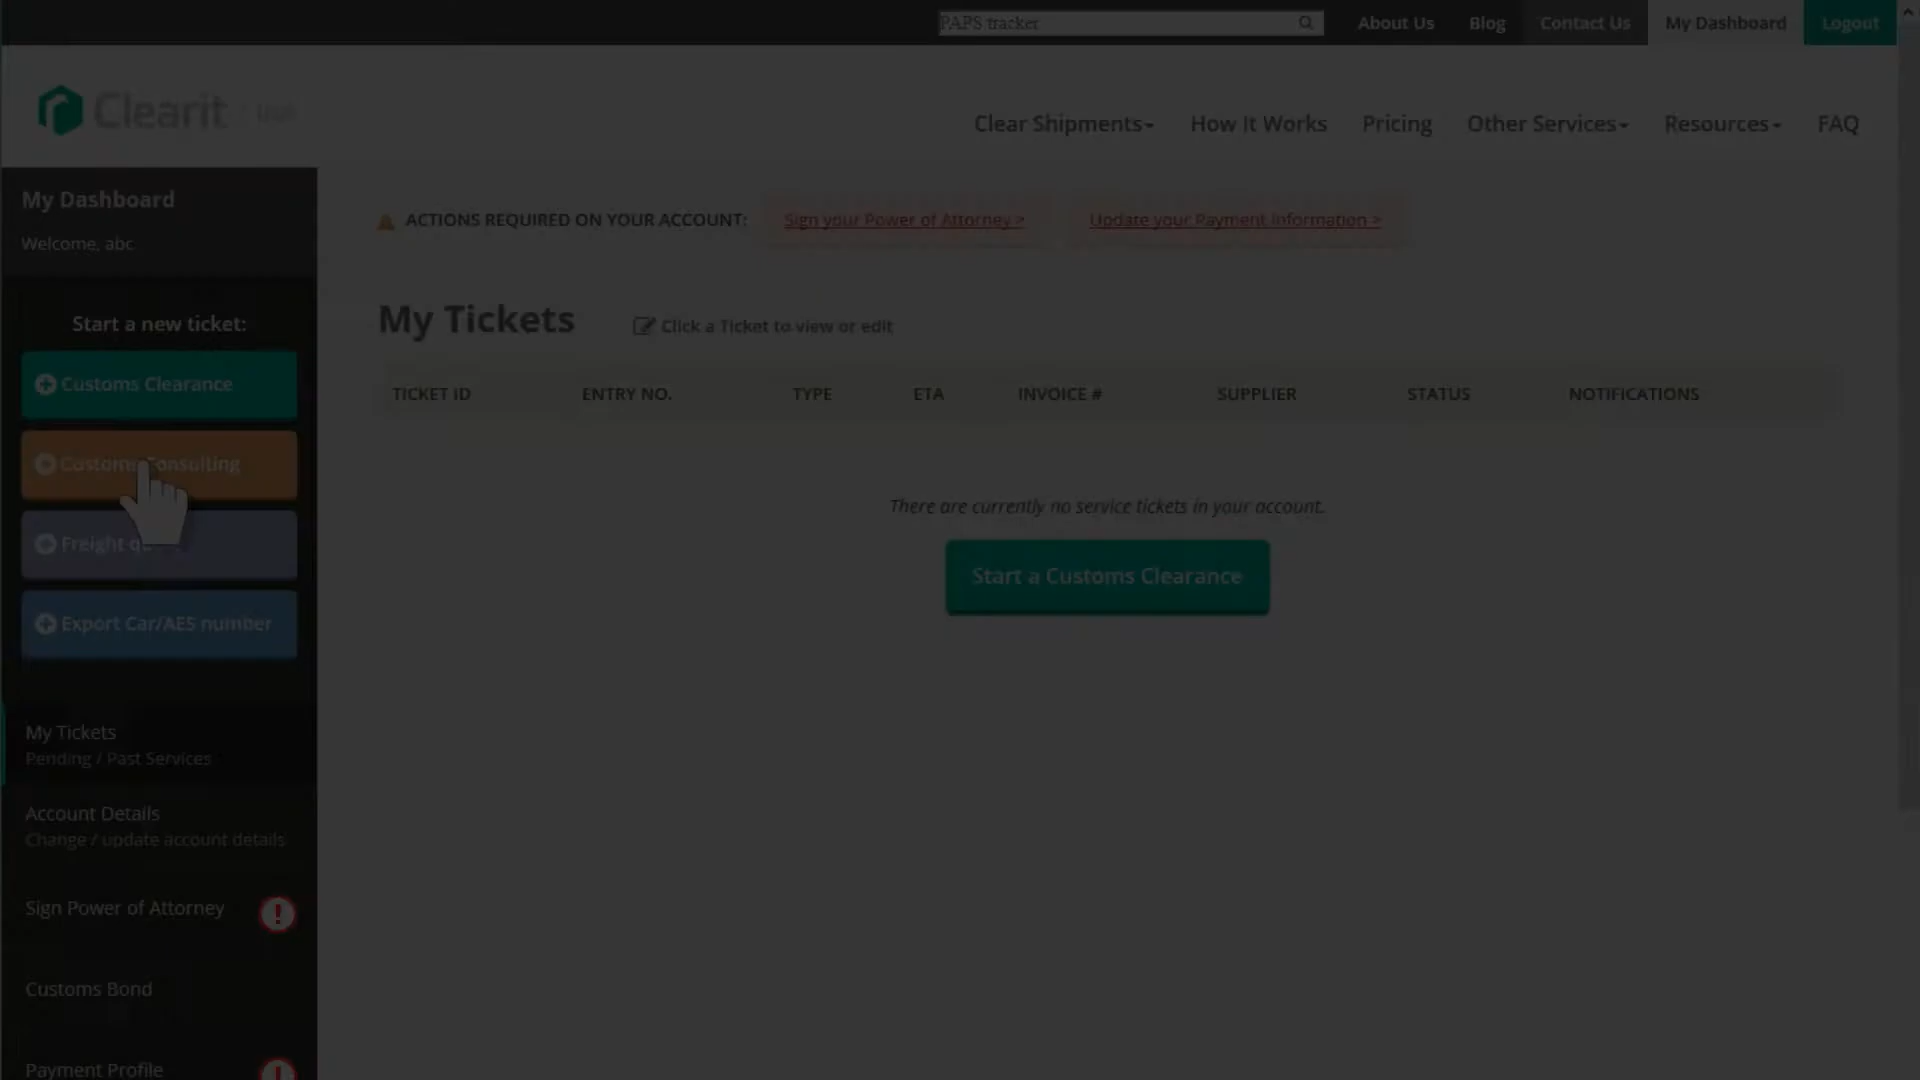 PAPS tracker
About Us
Blog
Contact Us
My Dashboard
Logout
Clearit / USA
Clear Shipments
How It Works
Pricing
Other Services
Resources
FAQ
My Dashboard
Welcome, abc
ACTIONS REQUIRED ON YOUR ACCOUNT:
Sign your Power of Attorney >
Update your Payment Information >
Start a new ticket:
Customs Clearance
Customs Consulting
Freight
Export Car/AES number
My Tickets
Click a Ticket to view or edit
TICKET ID
ENTRY NO.
TYPE
ETA
INVOICE #
SUPPLIER
STATUS
NOTIFICATIONS
There are currently no service tickets in your account.
Start a Customs Clearance
My Tickets
Pending / Past Services
Account Details
Change / update account details
Sign Power of Attorney
!
Customs Bond
Payment Profile
!